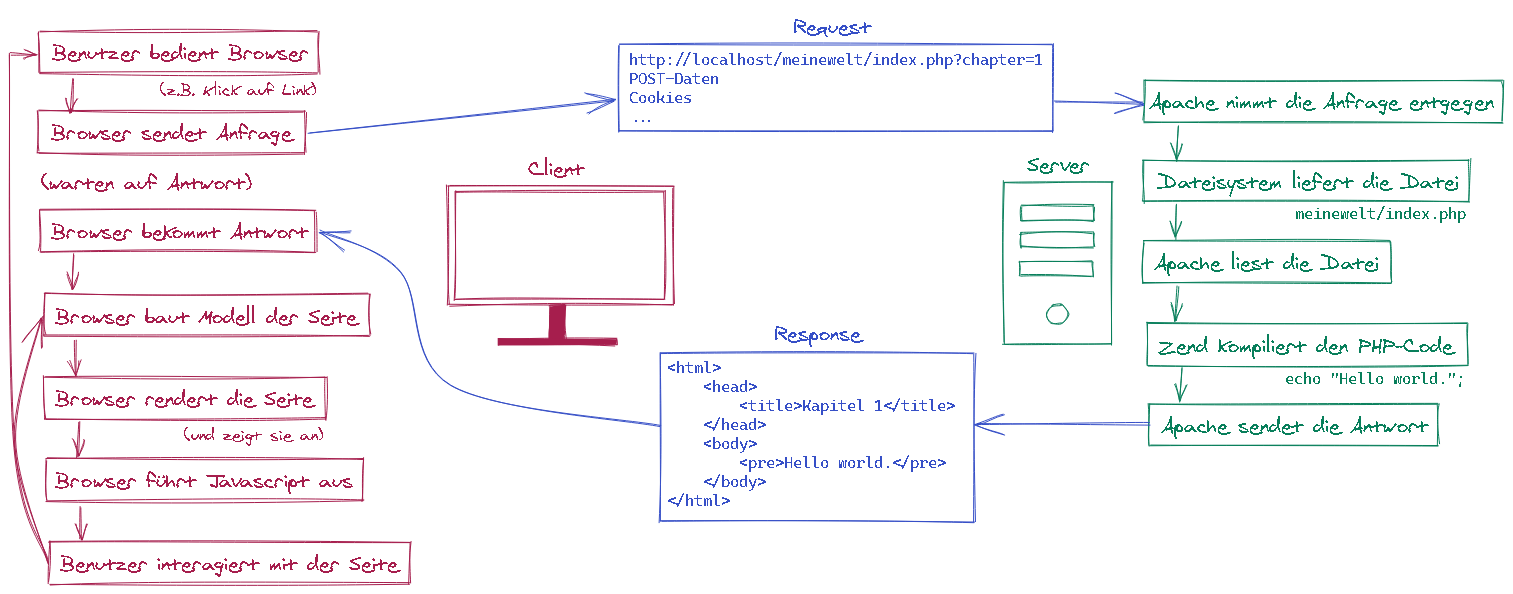 Benutzer bedient Browser
(z.B. Klick auf Link)
Browser sendet Anfrage
(warten auf Antwort)
Browser bekommt Antwort
Browser baut Modell der Seite
Browser rendert die Seite
(und zeigt sie an)
Browser führt Javascript aus
Benutzer interagiert mit der Seite
Client
Request
http://localhost/meinewelt/index.php?chapter=1
POST-Daten
Cookies
...
Server
Apache nimmt die Anfrage entgegen
Dateisystem liefert die Datei
meinewelt/index.php
Apache liest die Datei
Zend kompiliert den PHP-Code
echo "Hello world.";
Apache sendet die Antwort
Response
<html>
<head>
<title>Kapitel 1</title>
</head>
<body>
<pre>Hello world.</pre>
</body>
</html>